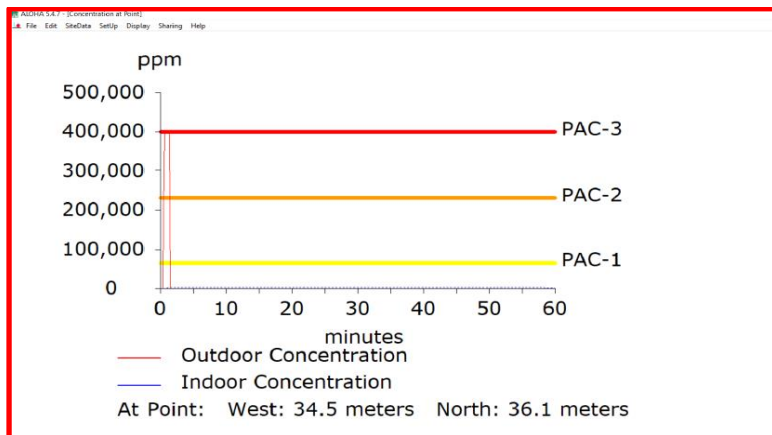 ALOHA 5.4.7 - [Concentration at Point]
File Edit SiteData SetUp Display Sharing Help
ppm
500,000
400,000
PAC-3
300,000
200,000
PAC-2
100,000
PAC-1
0
0 10 20 30 40 50 60
minutes
Outdoor Concentration
Indoor Concentration
At Point: West: 34.5 meters North: 36.1 meters